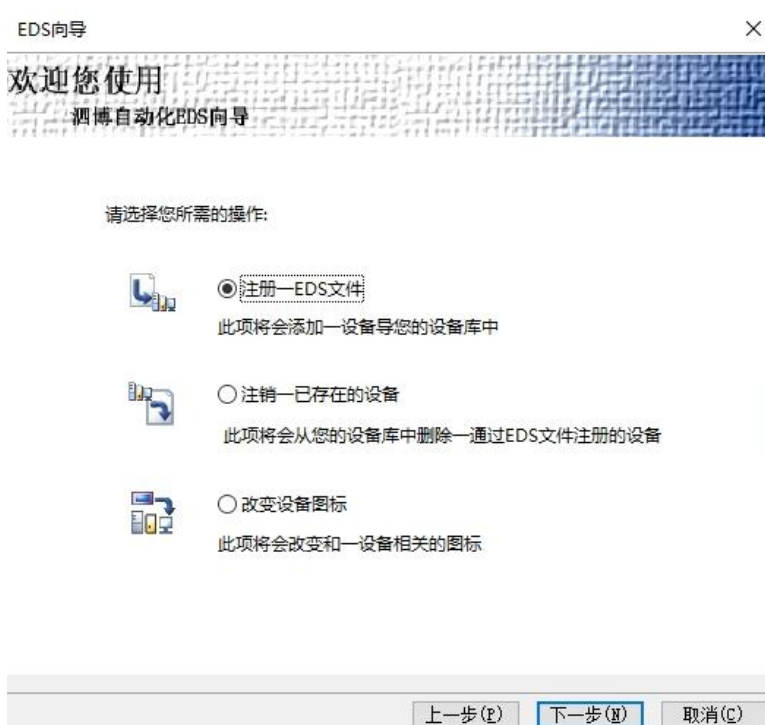 EDS向导
欢迎您使用
泗博自动化EDS向导
请选择您所需的操作:
注册一EDS文件
此项将会添加一设备导您的设备库中
注销一已存在的设备
此项将会从您的设备库中删除一通过EDS文件注册的设备
改变设备图标
此项将会改变和一设备相关的图标
上一步(P) 下一步(N) 取消(C)